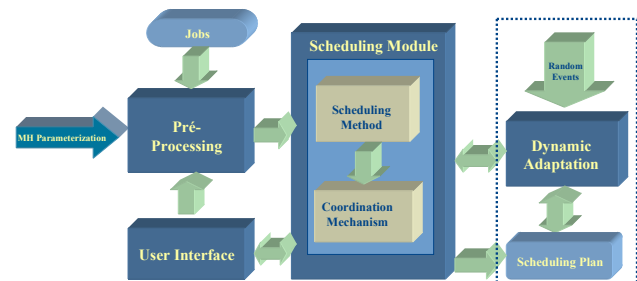 Jobs
Scheduling Module
Random
Events
MH Parameterization
Pré-
Processing
Scheduling
Method
Dynamic
Adaptation
Coordination
Mechanism
User Interface
Scheduling Plan